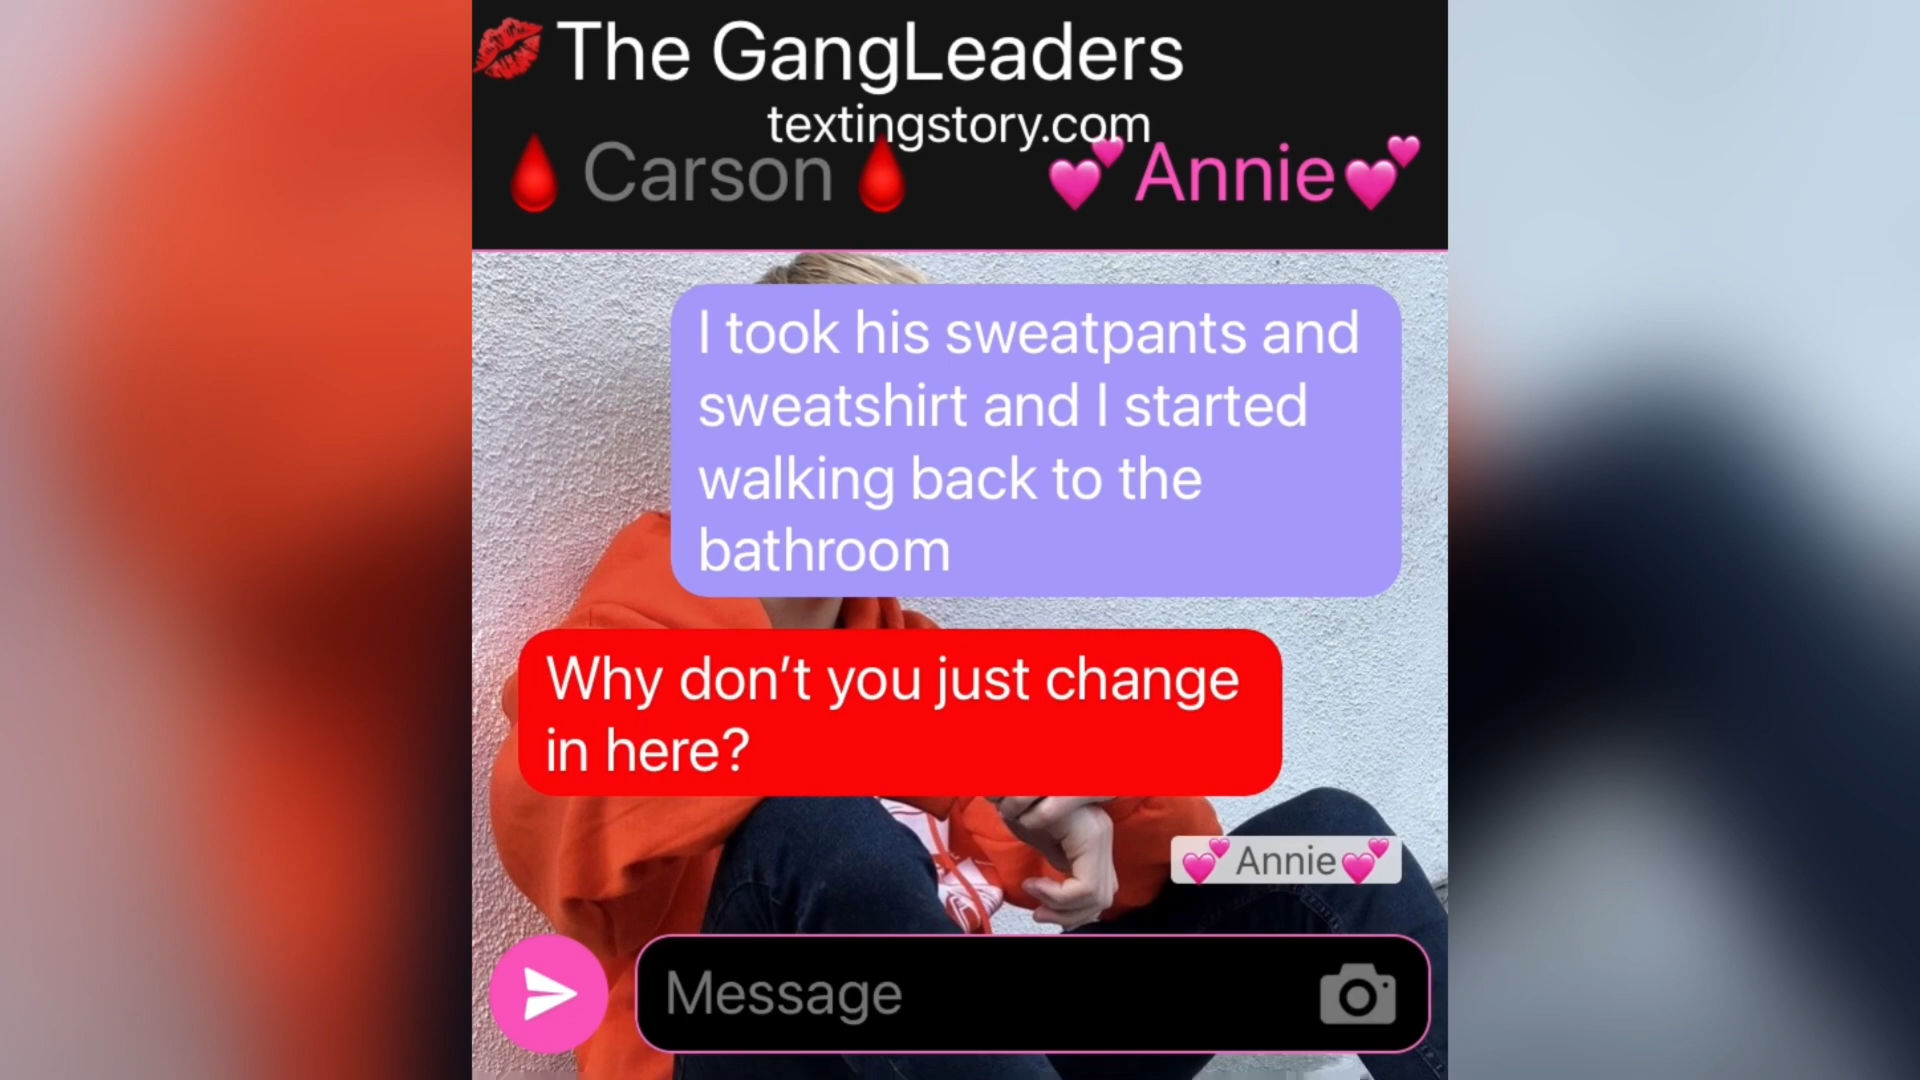 💋The GangLeaders
textingstory.com
🩸Carson🩸 💕Annie💕
I took his sweatpants and
sweatshirt and I started
walking back to the
bathroom
Why don’t you just change
in here?
💕Annie💕
Message